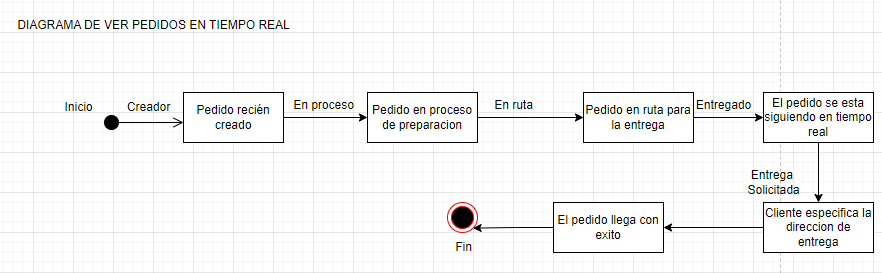 DIAGRAMA DE VER PEDIDOS EN TIEMPO REAL
Inicio
Creador
Pedido recién
creado
En proceso
Pedido en proceso
de preparacion
En ruta
Pedido en ruta para
la entrega
Entregado
El pedido se esta
siguiendo en tiempo
real
Entrega
Solicitada
Cliente especifica la
direccion de
entrega
El pedido llega con
exito
Fin